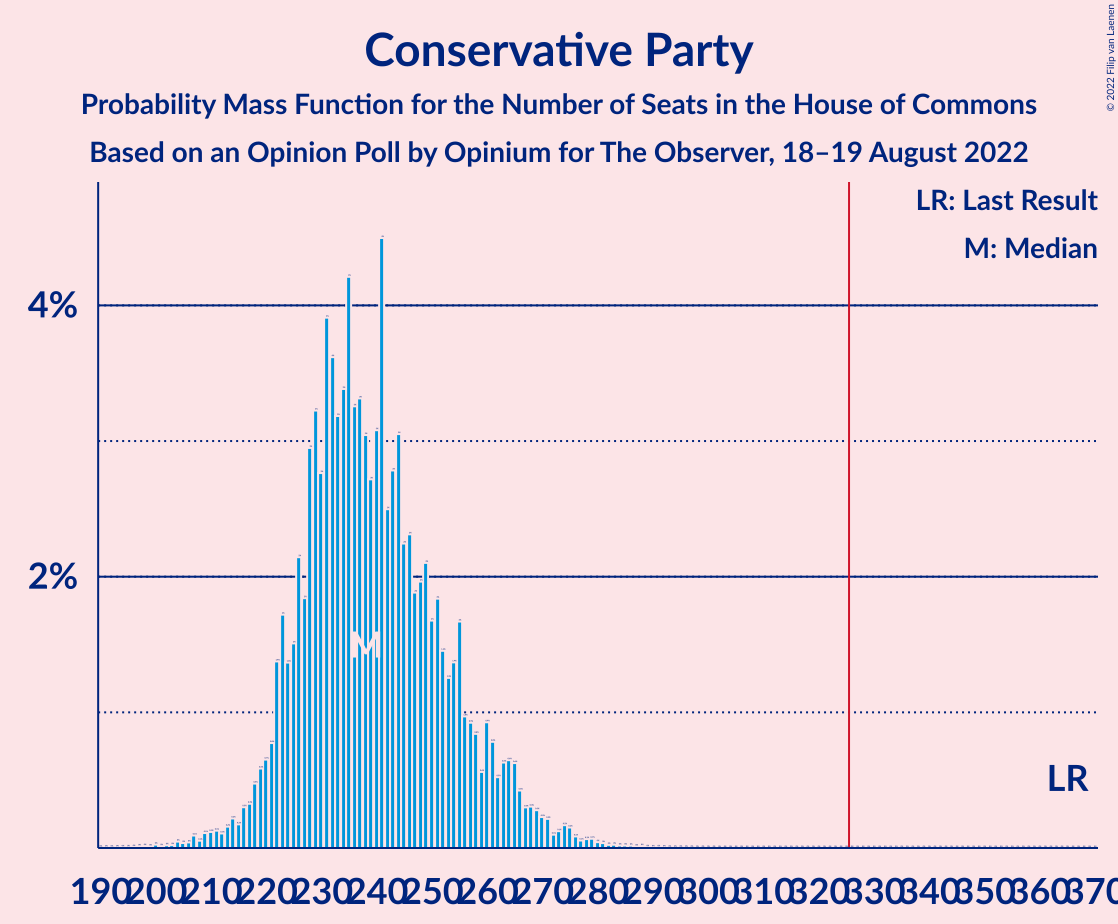 Conservative Party
Probability Mass Function for the Number of Seats in the House of Commons
Based on an Opinion Poll by Opinium for The Observer, 18–19 August 2022
© 2022 Filip van Laenen
LR: Last Result
M: Median
4%
2%
M
LR
190 200 210 220 230 240 250 260 270 280 290 300 310 320 330 340 350 360 370